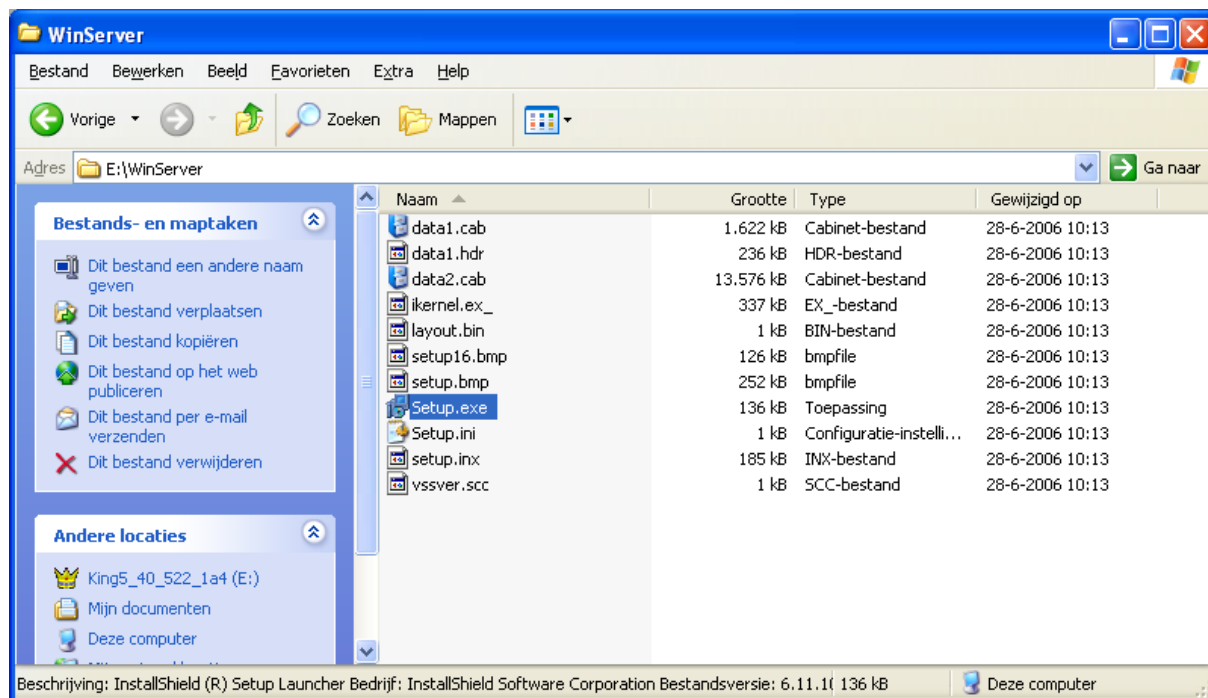 WinServer
Bestand Bewerken Beeld Favorieten Extra Help
Vorige Zoeken Mappen
Adres E:\WinServer Ga naar
Bestands- en maptaken
Dit bestand een andere naam
geven
Dit bestand verplaatsen
Dit bestand kopiëren
Dit bestand op het web
publiceren
Dit bestand per e-mail
verzenden
Dit bestand verwijderen
Andere locaties
King5_40_522_1a4 (E:)
Mijn documenten
Deze computer
Naam Grootte Type Gewijzigd op
data1.cab 1.622 kB Cabinet-bestand 28-6-2006 10:13
data1.hdr 236 kB HDR-bestand 28-6-2006 10:13
data2.cab 13.576 kB Cabinet-bestand 28-6-2006 10:13
ikernel.ex_ 337 kB EX_-bestand 28-6-2006 10:13
layout.bin 1 kB BIN-bestand 28-6-2006 10:13
setup16.bmp 126 kB bmpfile 28-6-2006 10:13
setup.bmp 252 kB bmpfile 28-6-2006 10:13
Setup.exe 136 kB Toepassing 28-6-2006 10:13
Setup.ini 1 kB Configuratie-instelli... 28-6-2006 10:13
setup.inx 185 kB INX-bestand 28-6-2006 10:13
vssver.scc 1 kB SCC-bestand 28-6-2006 10:13
Beschrijving: InstallShield (R) Setup Launcher Bedrijf: InstallShield Software Corporation Bestandsversie: 6.11.1 136 kB Deze computer